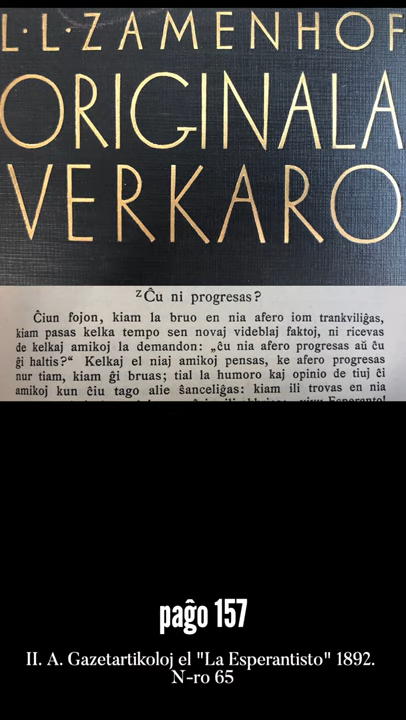 L·L·ZAMENHOF
ORIGINALA
VERKARO
ᶻĈu ni progresas?
Ĉiun fojon, kiam la bruo en nia afero iom trankviliĝas,
kiam pasas kelka tempo sen novaj videblaj faktoj, ni ricevas
de kelkaj amikoj la demandon: „ĉu nia afero progresas aŭ ĉu
ĝi haltis?“ Kelkaj el niaj amikoj pensas, ke afero progresas
nur tiam, kiam ĝi bruas; tial la humoro kaj opinio de tiuj ĉi
amikoj kun ĉiu tago alie ŝanceliĝas: kiam ili trovas en nia
Esperanto!
paĝo 157
II. A. Gazetartikoloj el "La Esperantisto" 1892.
N-ro 65